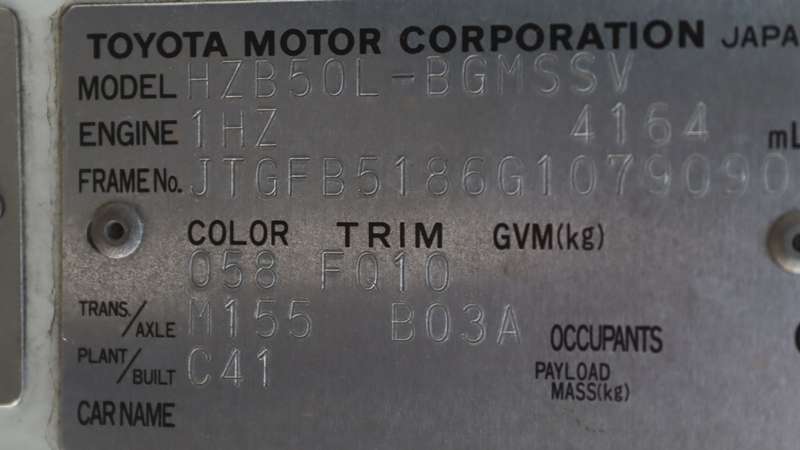 TOYOTA MOTOR CORPORATION JAPA
MODEL HZB50L-BGMSSV
ENGINE 1HZ 4164 mL
FRAME No. JTGFB5186G1079090
COLOR TRIM GVM(kg)
058 FQ10
TRANS./AXLE M155 B03A
OCCUPANTS
PLANT/BUILT C41
PAYLOAD
MASS(kg)
CAR NAME